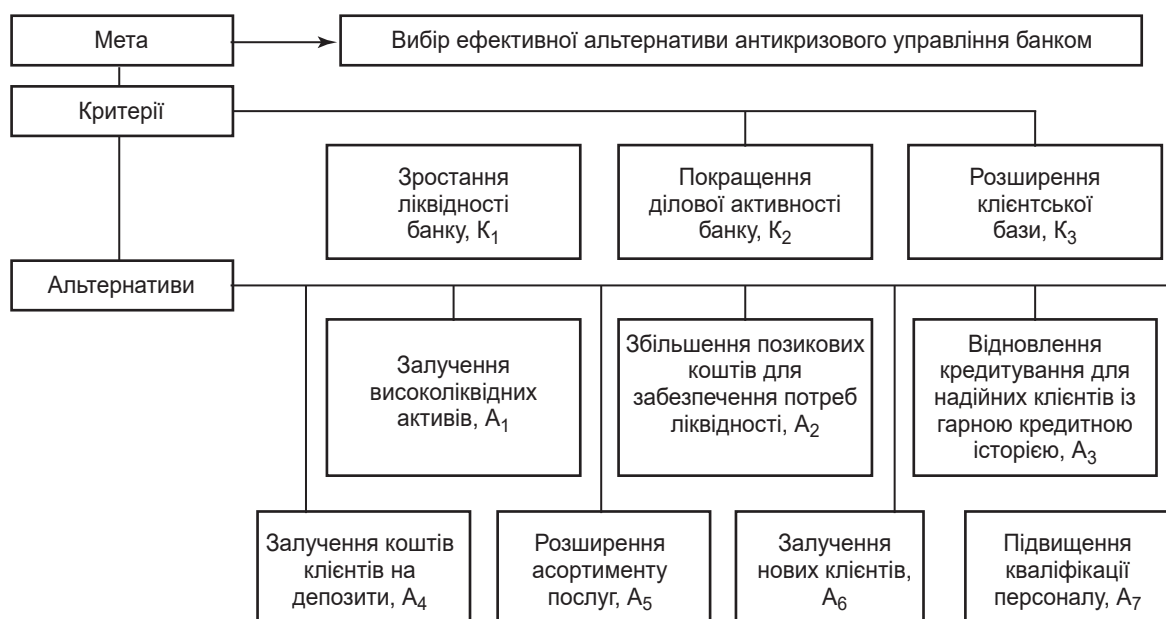 Мета
Вибір ефективної альтернативи антикризового управління банком
Критерії
Зростання
ліквідності
банку, К₁
Покращення
ділової активності
банку, К₂
Розширення
клієнтської
бази, К₃
Альтернативи
Залучення
високоліквідних
активів, А₁
Збільшення позикових
коштів для
забезпечення потреб
ліквідності, А₂
Відновлення
кредитування для
надійних клієнтів із
гарною кредитною
історією, А₃
Залучення коштів
клієнтів на
депозити, А₄
Розширення
асортименту
послуг, А₅
Залучення
нових клієнтів,
А₆
Підвищення
кваліфікації
персоналу, А₇